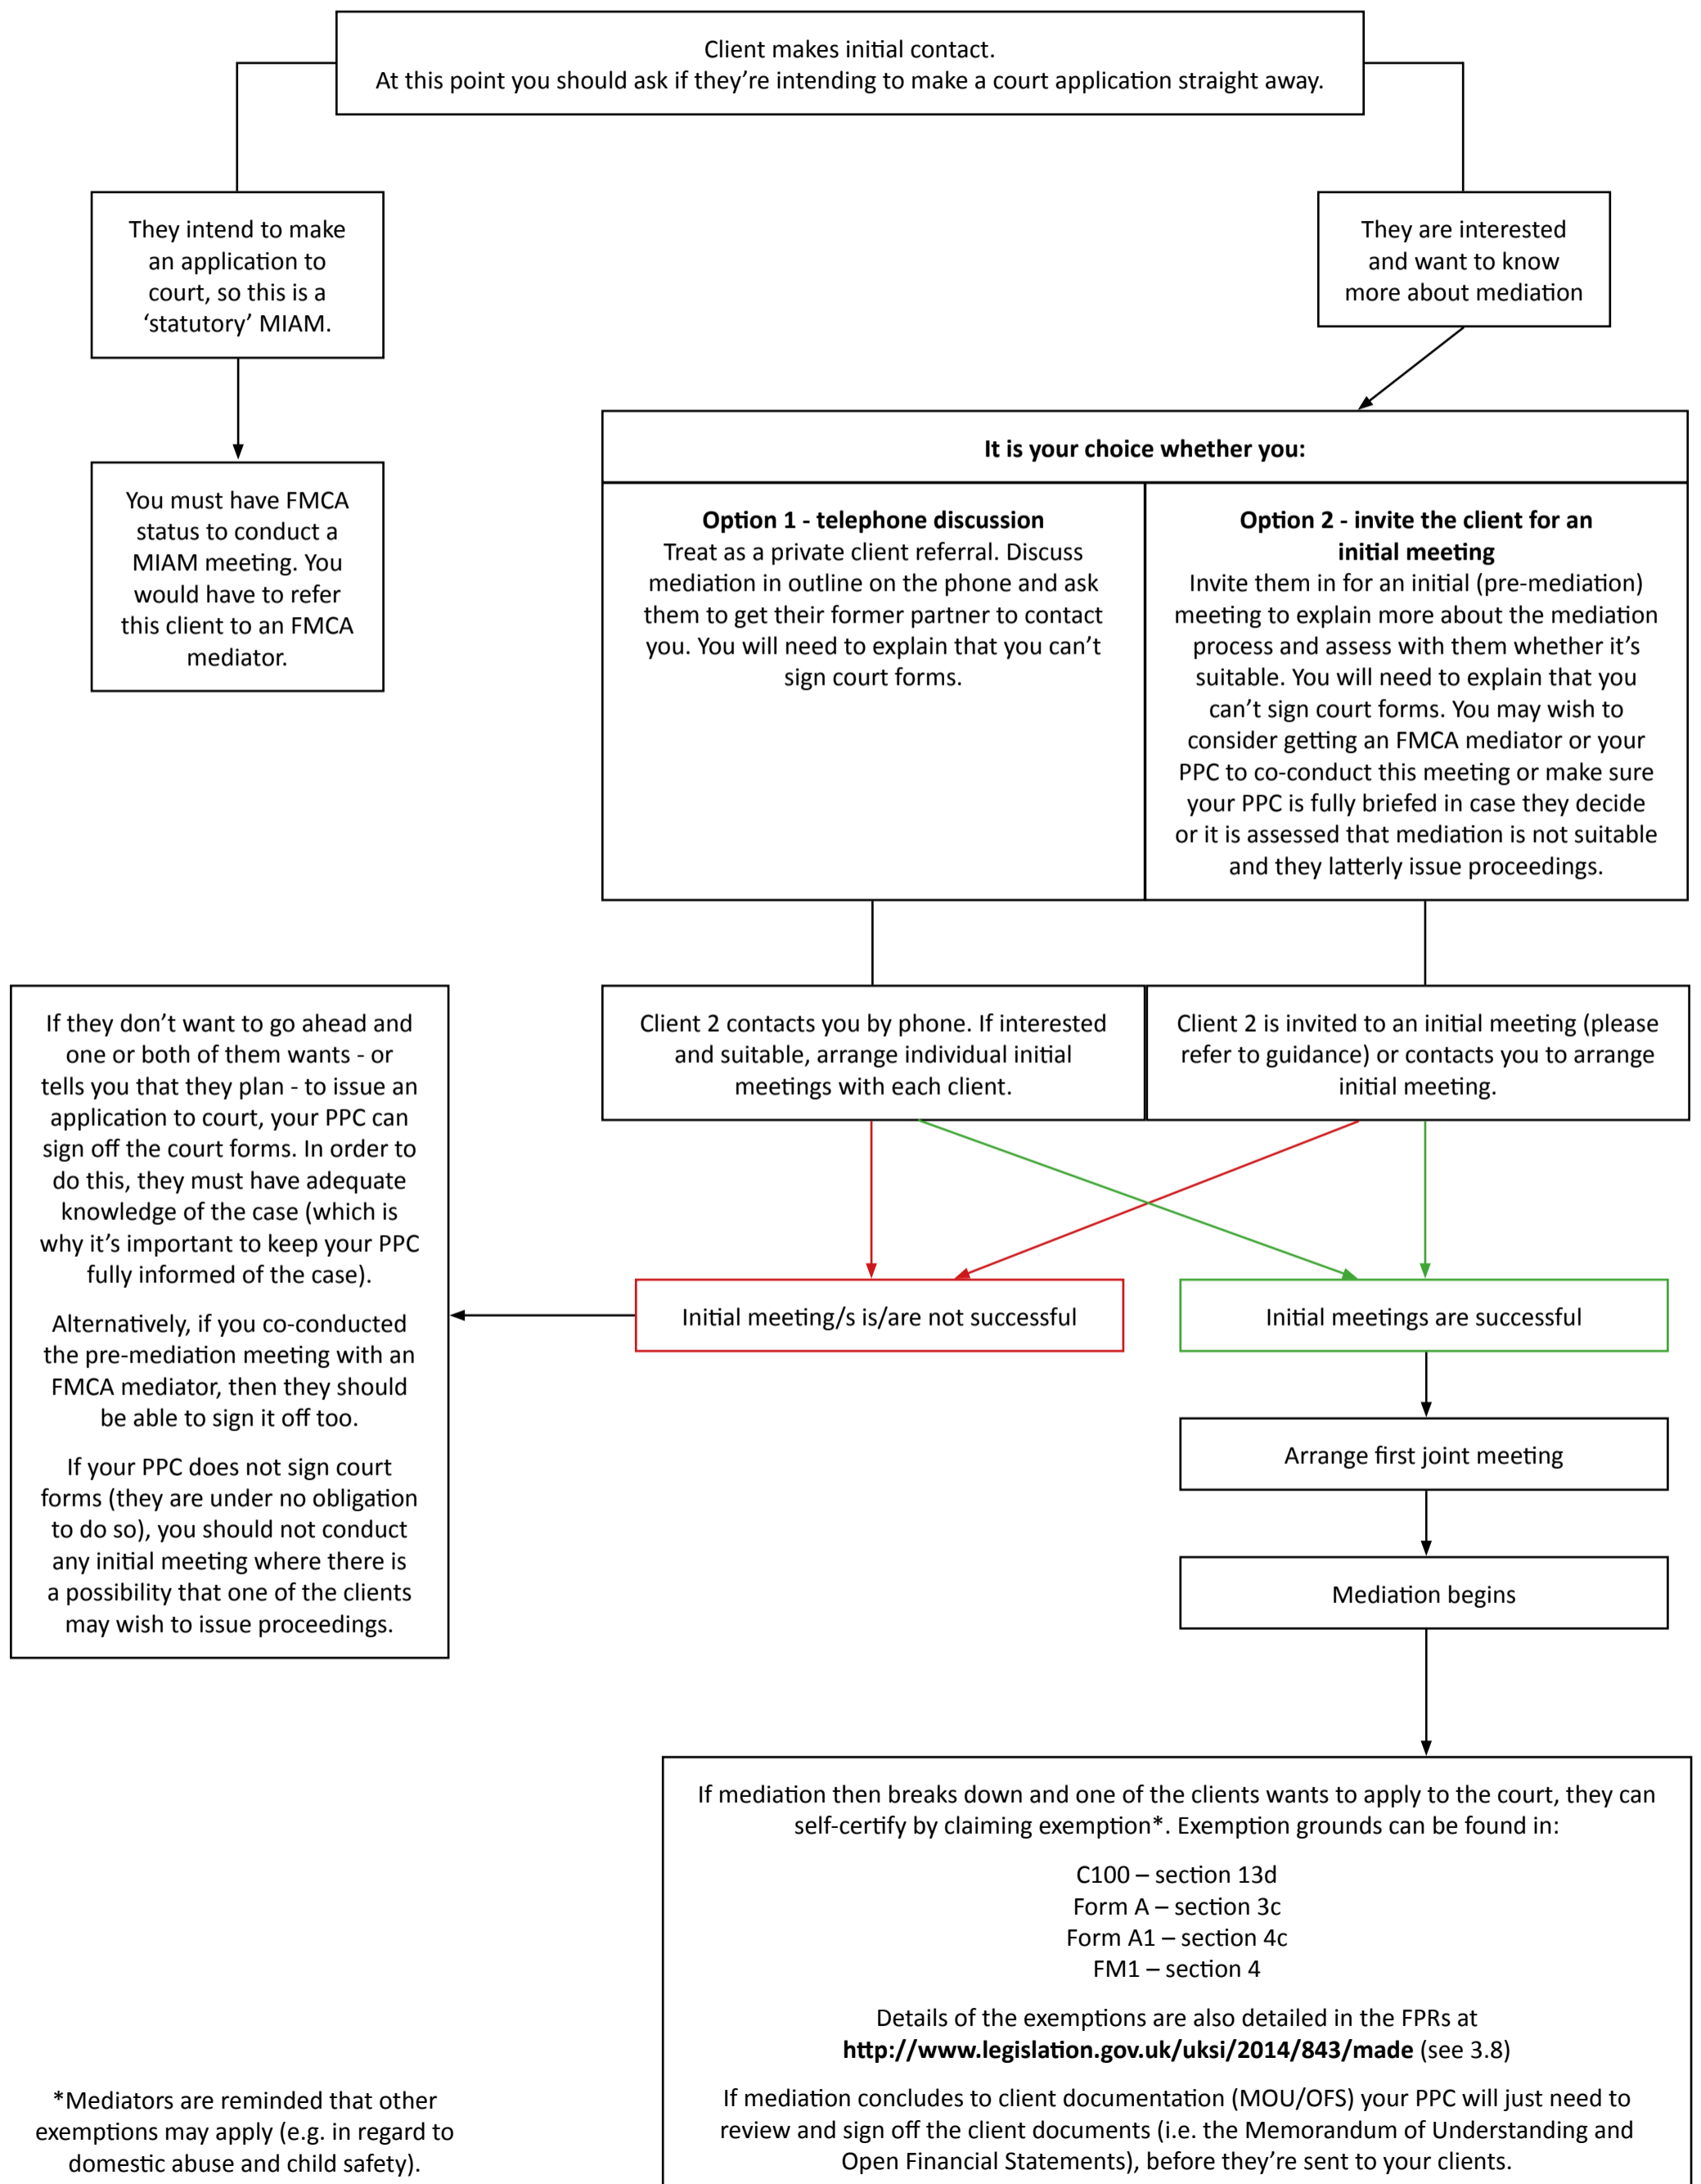 Client makes initial contact.
At this point you should ask if they’re intending to make a court application straight away.
They intend to make
an application to
court, so this is a
‘statutory’ MIAM.
They are interested
and want to know
more about mediation
You must have FMCA
status to conduct a
MIAM meeting. You
would have to refer
this client to an FMCA
mediator.
It is your choice whether you:
Option 1 - telephone discussion
Treat as a private client referral. Discuss
mediation in outline on the phone and ask
them to get their former partner to contact
you. You will need to explain that you can’t
sign court forms.
Option 2 - invite the client for an
initial meeting
Invite them in for an initial (pre-mediation)
meeting to explain more about the mediation
process and assess with them whether it’s
suitable. You will need to explain that you
can’t sign court forms. You may wish to
consider getting an FMCA mediator or your
PPC to co-conduct this meeting or make sure
your PPC is fully briefed in case they decide
or it is assessed that mediation is not suitable
and they latterly issue proceedings.
Client 2 contacts you by phone. If interested
and suitable, arrange individual initial
meetings with each client.
Client 2 is invited to an initial meeting (please
refer to guidance) or contacts you to arrange
initial meeting.
If they don’t want to go ahead and
one or both of them wants - or
tells you that they plan - to issue an
application to court, your PPC can
sign off the court forms. In order to
do this, they must have adequate
knowledge of the case (which is
why it’s important to keep your PPC
fully informed of the case).
Alternatively, if you co-conducted
the pre-mediation meeting with an
FMCA mediator, then they should
be able to sign it off too.
If your PPC does not sign court
forms (they are under no obligation
to do so), you should not conduct
any initial meeting where there is
a possibility that one of the clients
may wish to issue proceedings.
Initial meeting/s is/are not successful
Initial meetings are successful
Arrange first joint meeting
Mediation begins
If mediation then breaks down and one of the clients wants to apply to the court, they can
self-certify by claiming exemption*. Exemption grounds can be found in:
C100 – section 13d
Form A – section 3c
Form A1 – section 4c
FM1 – section 4
Details of the exemptions are also detailed in the FPRs at
http://www.legislation.gov.uk/uksi/2014/843/made (see 3.8)
If mediation concludes to client documentation (MOU/OFS) your PPC will just need to
review and sign off the client documents (i.e. the Memorandum of Understanding and
Open Financial Statements), before they’re sent to your clients.
*Mediators are reminded that other
exemptions may apply (e.g. in regard to
domestic abuse and child safety).